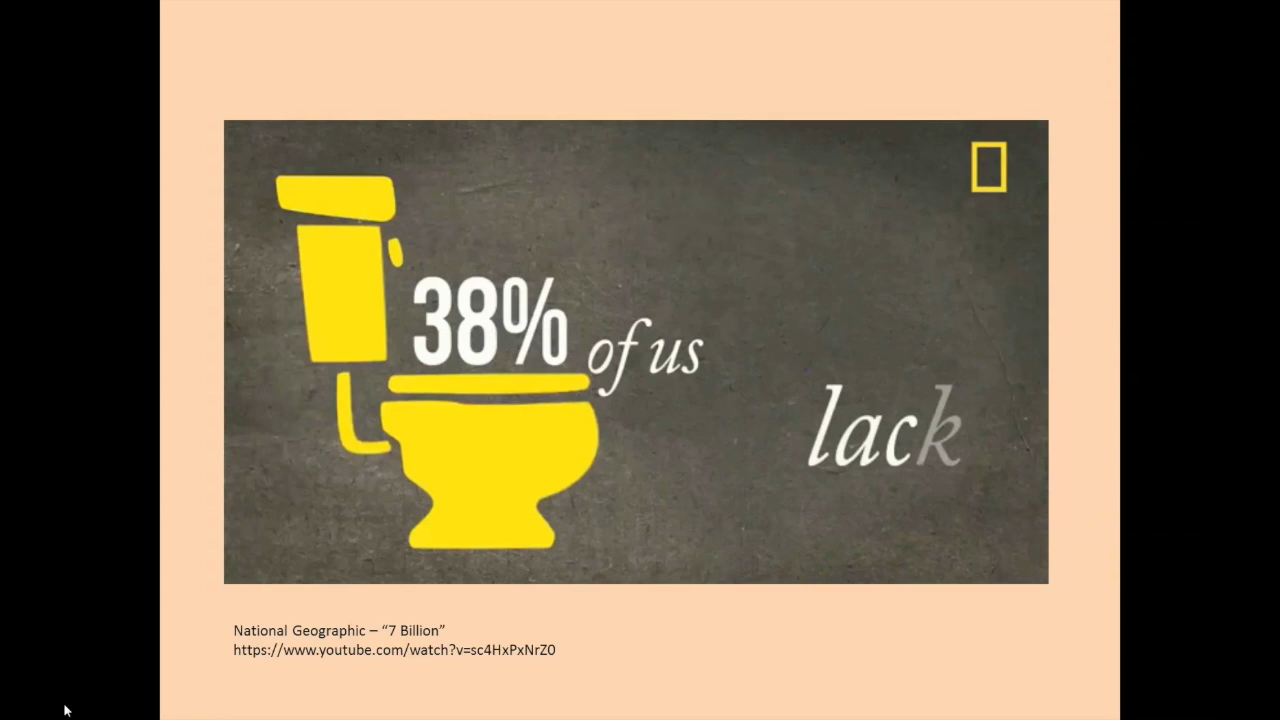 38% of us
lack
National Geographic – “7 Billion”
https://www.youtube.com/watch?v=sc4HxPxNrZ0